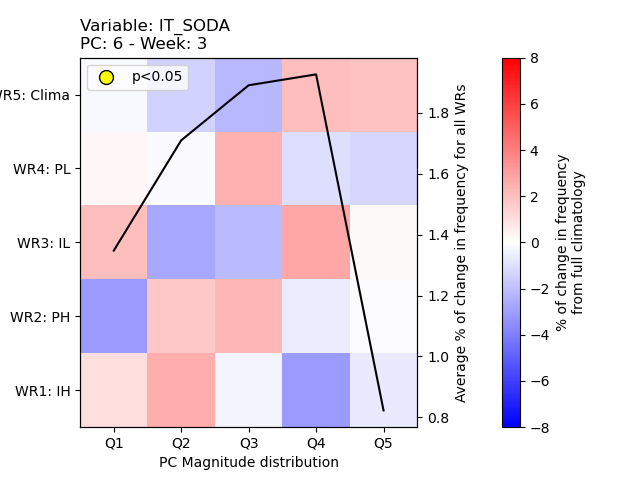 Variable: IT_SODA
PC: 6 - Week: 3
p<0.05
WR5: Clima
WR4: PL
WR3: IL
WR2: PH
WR1: IH
Q1 Q2 Q3 Q4 Q5
PC Magnitude distribution
1.8
1.6
1.4
1.2
1.0
0.8
Average % of change in frequency for all WRs
8
6
4
2
0
−2
−4
−6
−8
% of change in frequency
from full climatology